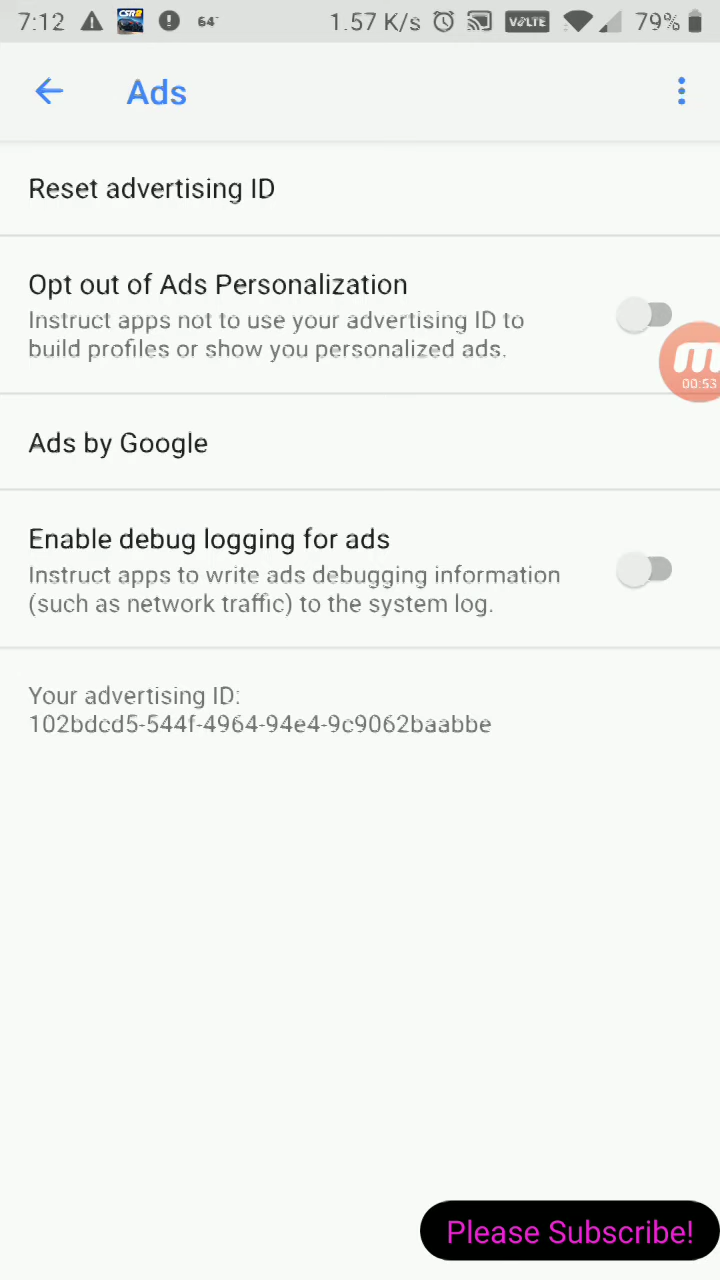 7:12 CSR2 64° 1.57 K/s VoLTE 79%
Ads
Reset advertising ID
Opt out of Ads Personalization
Instruct apps not to use your advertising ID to
build profiles or show you personalized ads.
00:53
Ads by Google
Enable debug logging for ads
Instruct apps to write ads debugging information
(such as network traffic) to the system log.
Your advertising ID:
102bdcd5-544f-4964-94e4-9c9062baabbe
Please Subscribe!